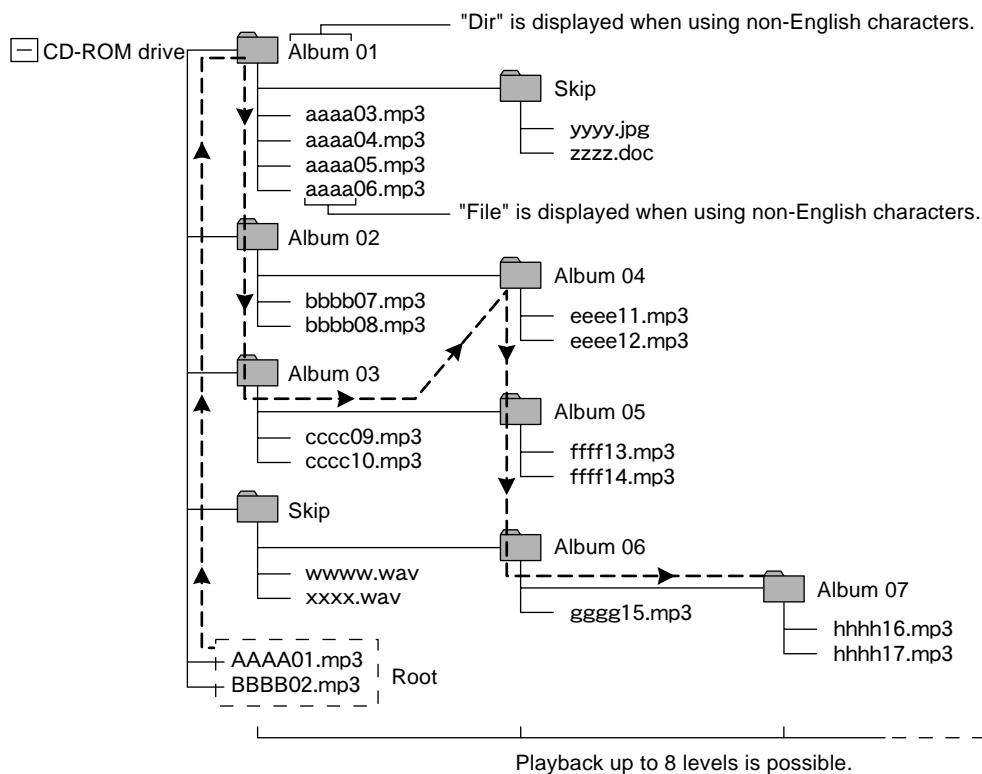 "Dir" is displayed when using non-English characters.
CD-ROM drive
Album 01
Skip
aaaa03.mp3
aaaa04.mp3
aaaa05.mp3
aaaa06.mp3
yyyy.jpg
zzzz.doc
"File" is displayed when using non-English characters.
Album 02
Album 04
bbbb07.mp3
bbbb08.mp3
eeee11.mp3
eeee12.mp3
Album 03
Album 05
cccc09.mp3
cccc10.mp3
ffff13.mp3
ffff14.mp3
Skip
Album 06
wwww.wav
xxxx.wav
gggg15.mp3
Album 07
hhhh16.mp3
hhhh17.mp3
AAAA01.mp3
BBBB02.mp3
Root
Playback up to 8 levels is possible.